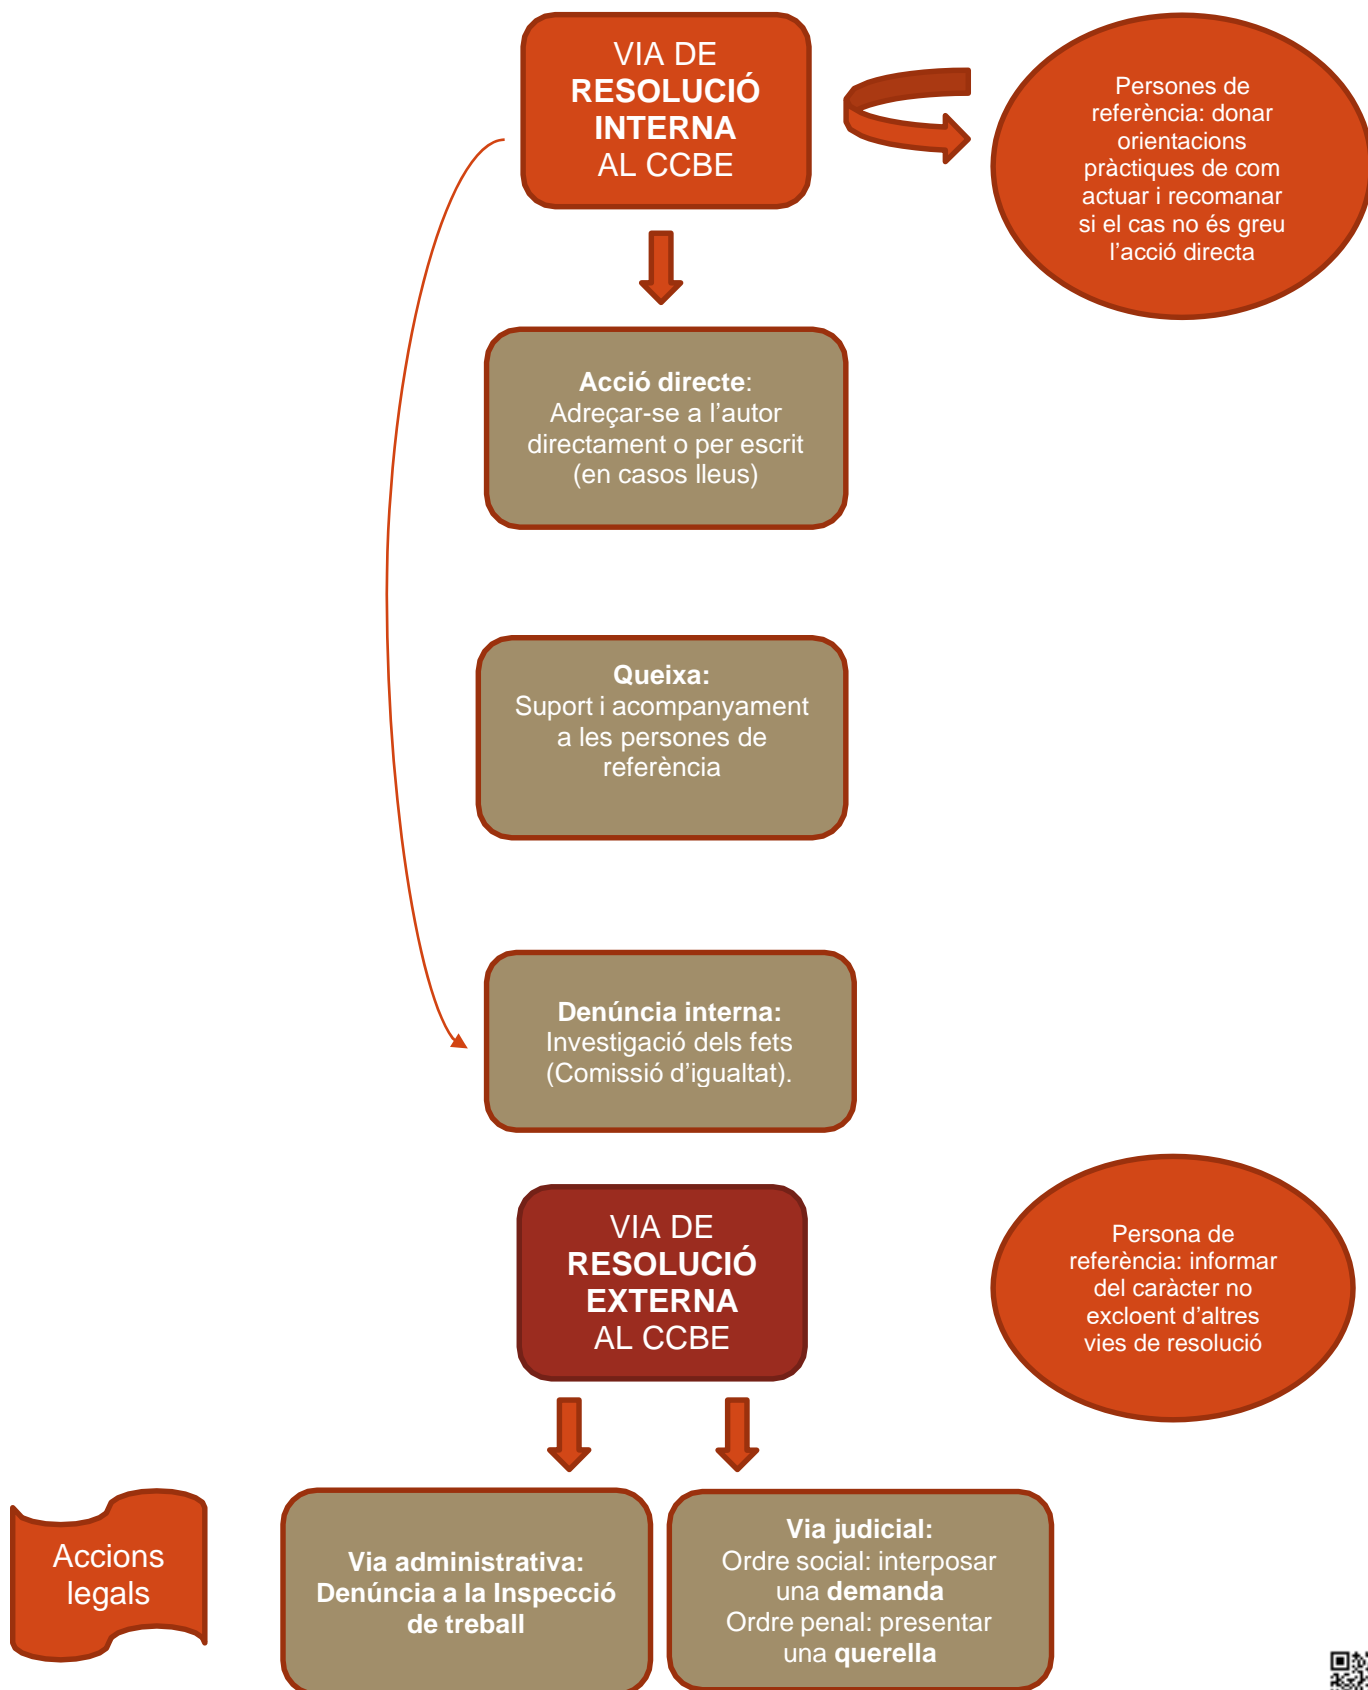 VIA DE
RESOLUCIÓ
INTERNA
AL CCBE
Persones de
referència: donar
orientacions
pràctiques de com
actuar i recomanar
si el cas no és greu
l’acció directa
Acció directe:
Adreçar-se a l’autor
directament o per escrit
(en casos lleus)
Queixa:
Suport i acompanyament
a les persones de
referència
Denúncia interna:
Investigació dels fets
(Comissió d’igualtat).
VIA DE
RESOLUCIÓ
EXTERNA
AL CCBE
Persona de
referència: informar
del caràcter no
excloent d’altres
vies de resolució
Accions
legals
Via administrativa:
Denúncia a la Inspecció
de treball
Via judicial:
Ordre social: interposar
una demanda
Ordre penal: presentar
una querella